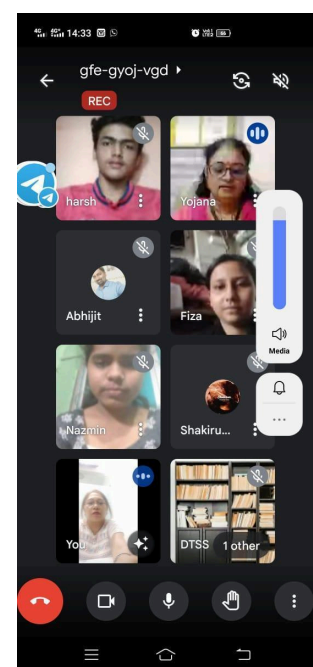 14:33
gfe-gyoj-vgd
REC
harsh
Yojana
Abhijit
Fiza
Media
Nazmin
Shakiru...
You
DTSS
1 other